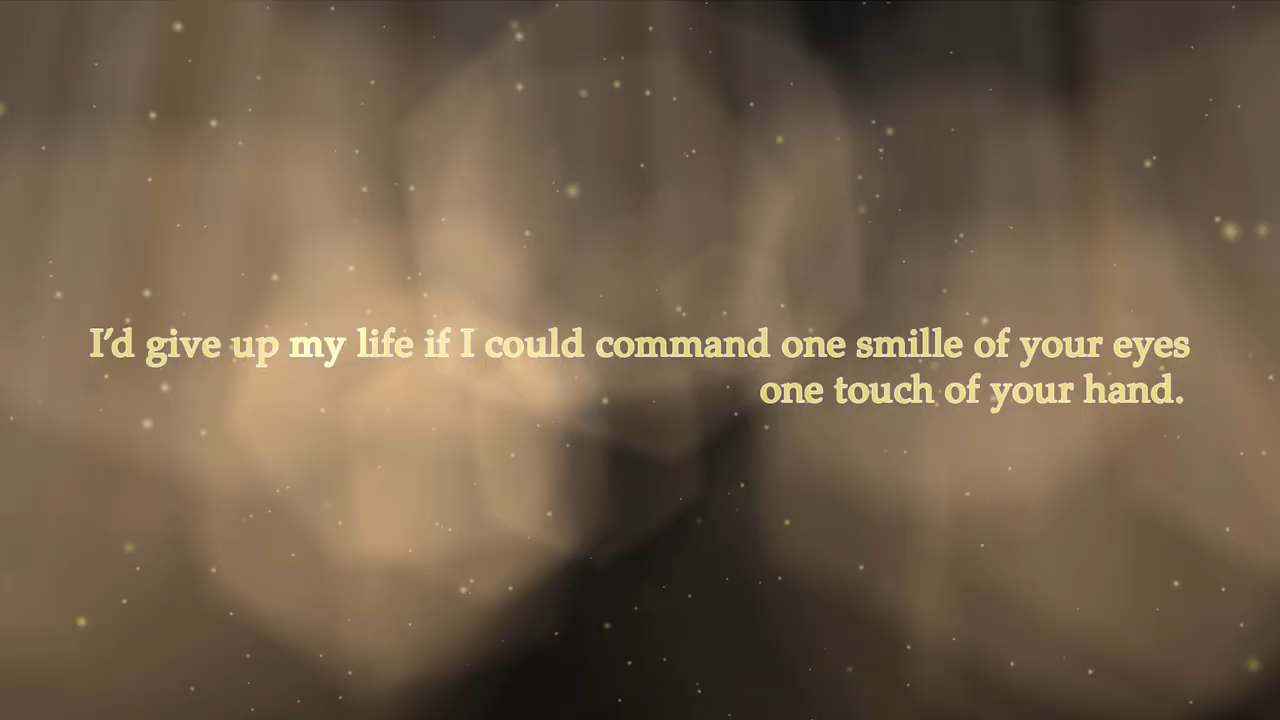 I’d give up my life if I could command one smille of your eyes
one touch of your hand.